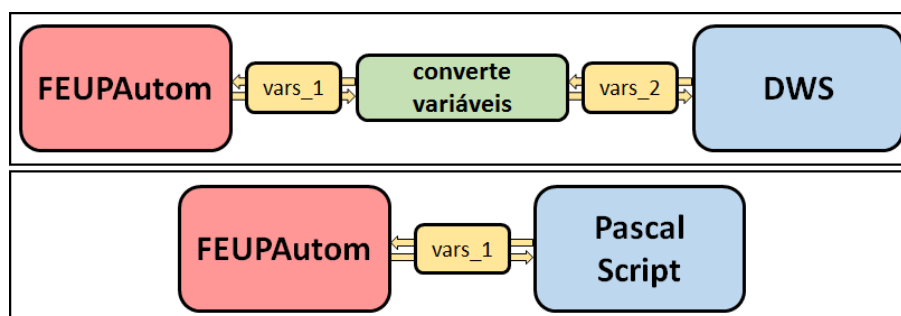 FEUPAutom
vars_1
converte
variáveis
vars_2
DWS
FEUPAutom
vars_1
Pascal
Script